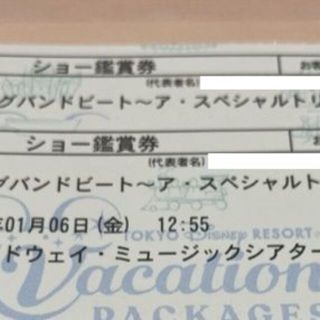 ショー鑑賞券
(代表者名)
グバンドビート～ア・スペシャルトリ
ショー鑑賞券
(代表者名)
グバンドビート～ア・スペシャルト
01月06日(金) 12:55
TOKYO DISNEY RESORT
ドウェイ・ミュージックシアター
Vacation
PACKAGES